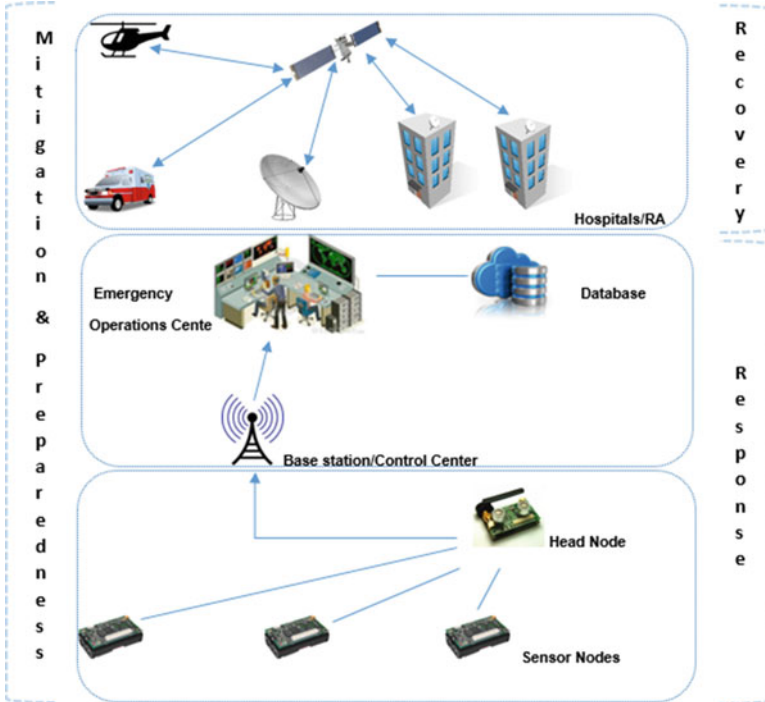 Mitigation & Preparedness
Recovery
Hospitals/RA
Emergency
Operations Cente
Database
Base station/Control Center
Response
Head Node
Sensor Nodes